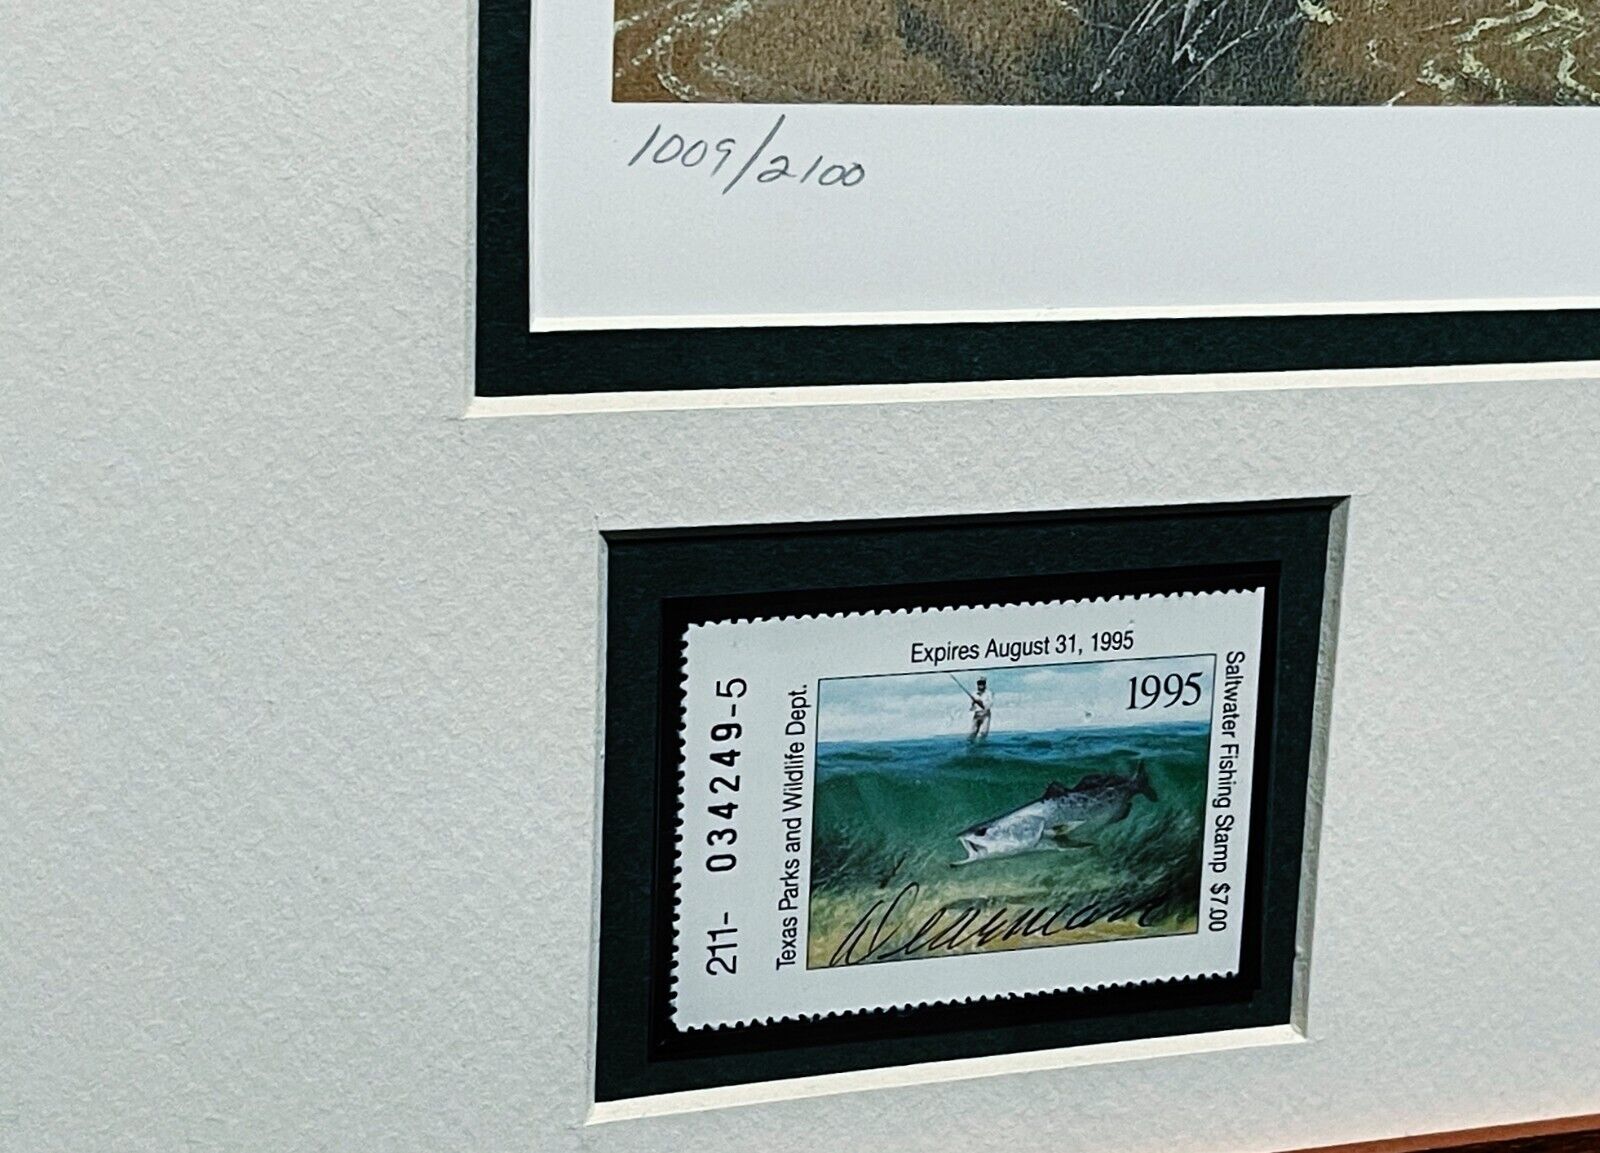 1009/2100
Expires August 31, 1995
1995
Saltwater Fishing Stamp $7.00
Texas Parks and Wildlife Dept.
211- 034249-5